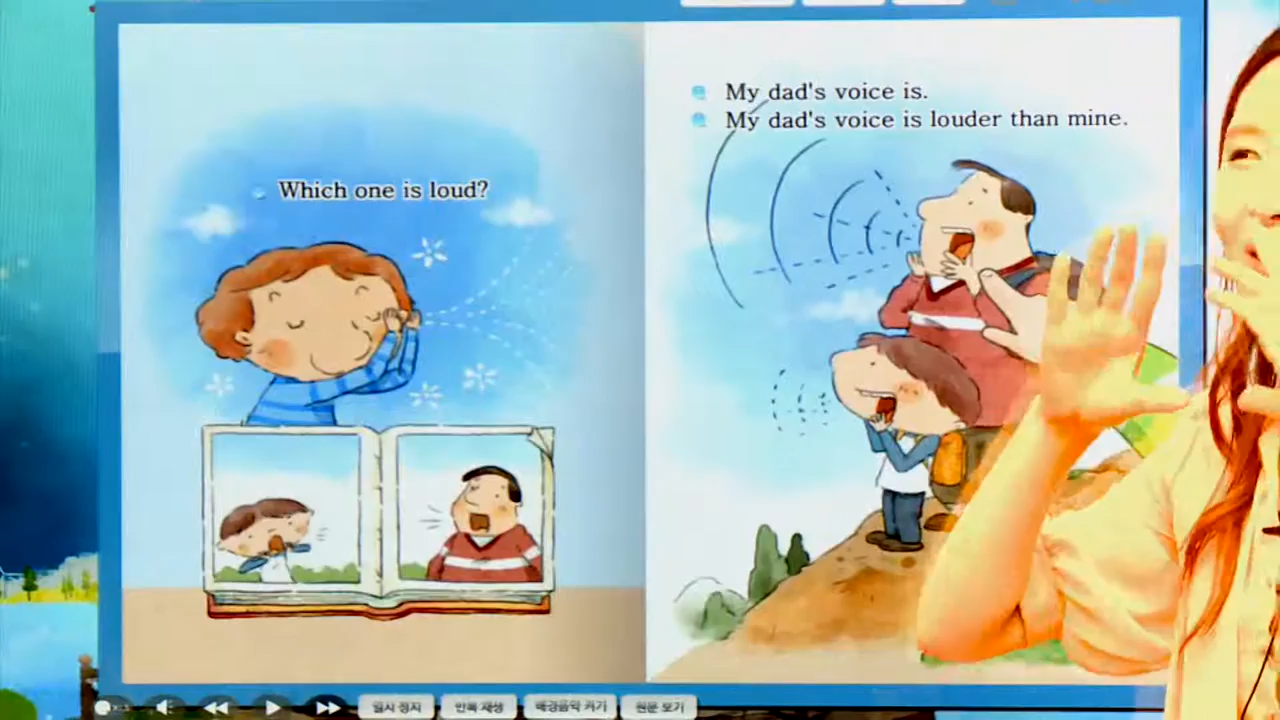 Which one is loud?
My dad's voice is.
My dad's voice is louder than mine.
일시 정지
반복 재생
배경음악 켜기
원문 보기